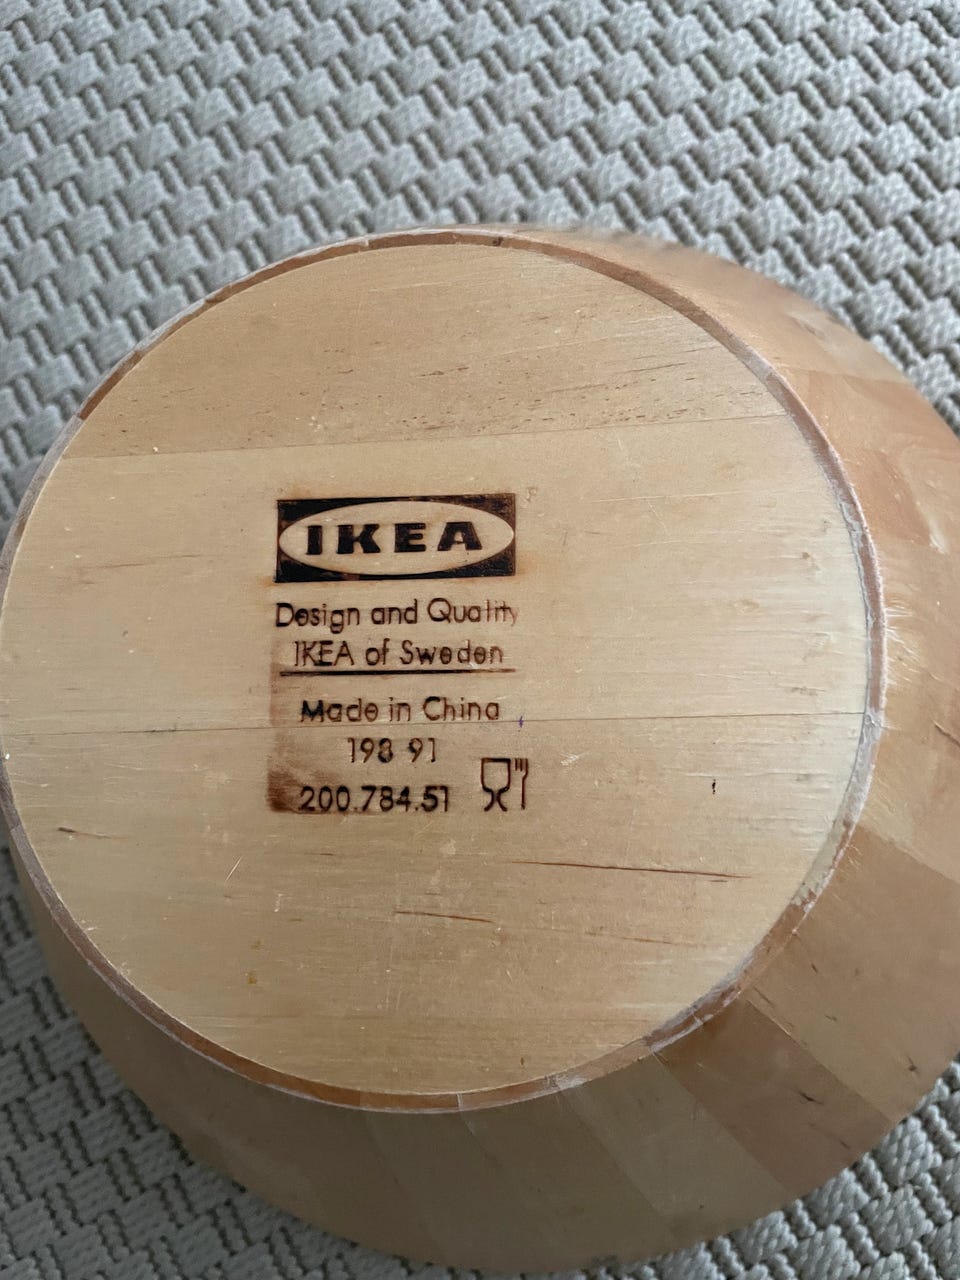 IKEA
Design and Quality
IKEA of Sweden
Made in China
198 91
200.784.51